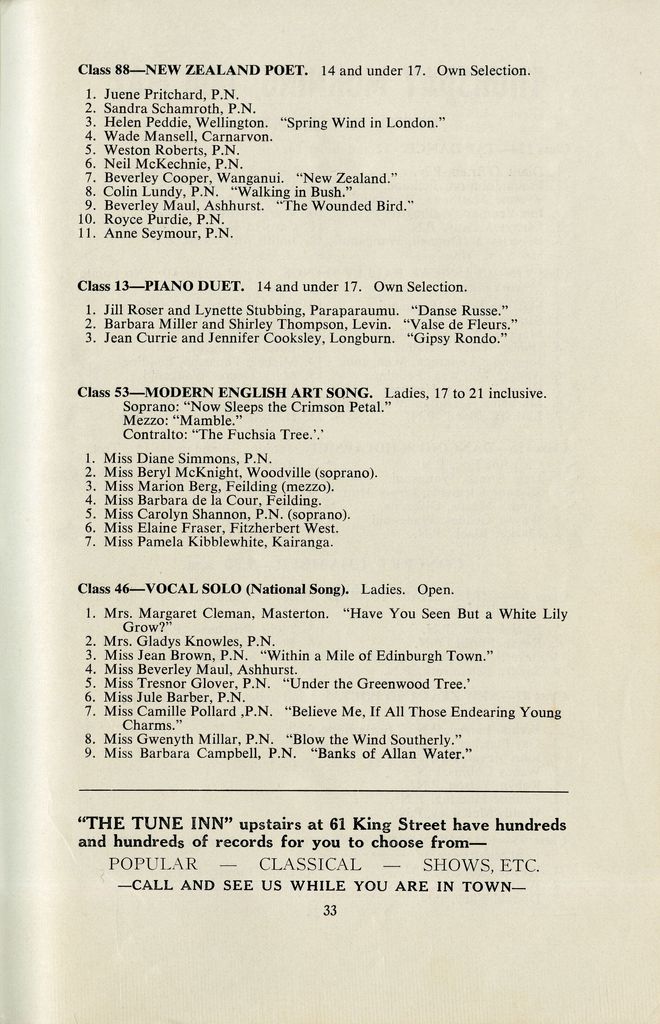 Class 88—NEW ZEALAND POET. 14 and under 17. Own Selection.
1. Juene Pritchard, P.N.
2. Sandra Schamroth, P.N.
3. Helen Peddie, Wellington. "Spring Wind in London."
4. Wade Mansell, Carnarvon.
5. Weston Roberts, P.N.
6. Neil McKechnie, P.N.
7. Beverley Cooper, Wanganui. "New Zealand."
8. Colin Lundy, P.N. "Walking in Bush."
9. Beverley Maul, Ashhurst. "The Wounded Bird."
10. Royce Purdie, P.N.
11. Anne Seymour, P.N.
Class 13—PIANO DUET. 14 and under 17. Own Selection.
1. Jill Roser and Lynette Stubbing, Paraparaumu. "Danse Russe."
2. Barbara Miller and Shirley Thompson, Levin. "Valse de Fleurs."
3. Jean Currie and Jennifer Cooksley, Longburn. "Gipsy Rondo."
Class 53—MODERN ENGLISH ART SONG. Ladies, 17 to 21 inclusive.
Soprano: "Now Sleeps the Crimson Petal."
Mezzo: "Mamble."
Contralto: "The Fuchsia Tree.'.'
1. Miss Diane Simmons, P.N.
2. Miss Beryl McKnight, Woodville (soprano).
3. Miss Marion Berg, Feilding (mezzo).
4. Miss Barbara de la Cour, Feilding.
5. Miss Carolyn Shannon, P.N. (soprano).
6. Miss Elaine Fraser, Fitzherbert West.
7. Miss Pamela Kibblewhite, Kairanga.
Class 46—VOCAL SOLO (National Song). Ladies. Open.
1. Mrs. Margaret Cleman, Masterton. "Have You Seen But a White Lily
Grow?"
2. Mrs. Gladys Knowles, P.N.
3. Miss Jean Brown, P.N. "Within a Mile of Edinburgh Town."
4. Miss Beverley Maul, Ashhurst.
5. Miss Tresnor Glover, P.N. "Under the Greenwood Tree.'
6. Miss Jule Barber, P.N.
7. Miss Camille Pollard ,P.N. "Believe Me, If All Those Endearing Young
Charms."
8. Miss Gwenyth Millar, P.N. "Blow the Wind Southerly."
9. Miss Barbara Campbell, P.N. "Banks of Allan Water."
"THE TUNE INN" upstairs at 61 King Street have hundreds
and hundreds of records for you to choose from—
POPULAR — CLASSICAL — SHOWS, ETC.
—CALL AND SEE US WHILE YOU ARE IN TOWN—
33